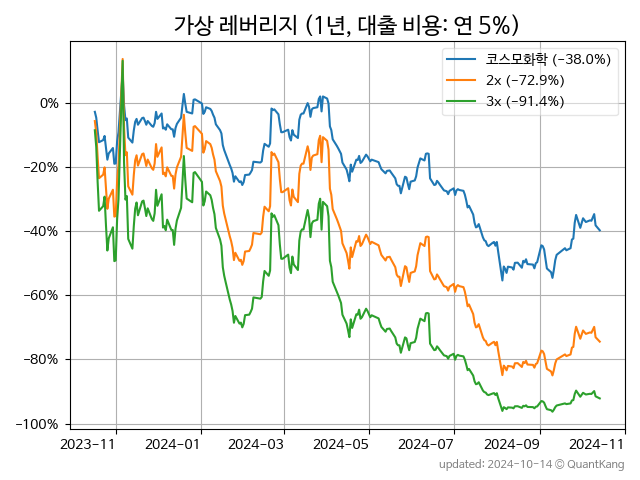 가상 레버리지 (1년, 대출 비용: 연 5%)
코스모화학 (−38.0%)
2x (−72.9%)
3x (−91.4%)
0%
−20%
−40%
−60%
−80%
−100%
2023−11 2024−01 2024−03 2024−05 2024−07 2024−09 2024−11
updated: 2024-10-14 © QuantKang